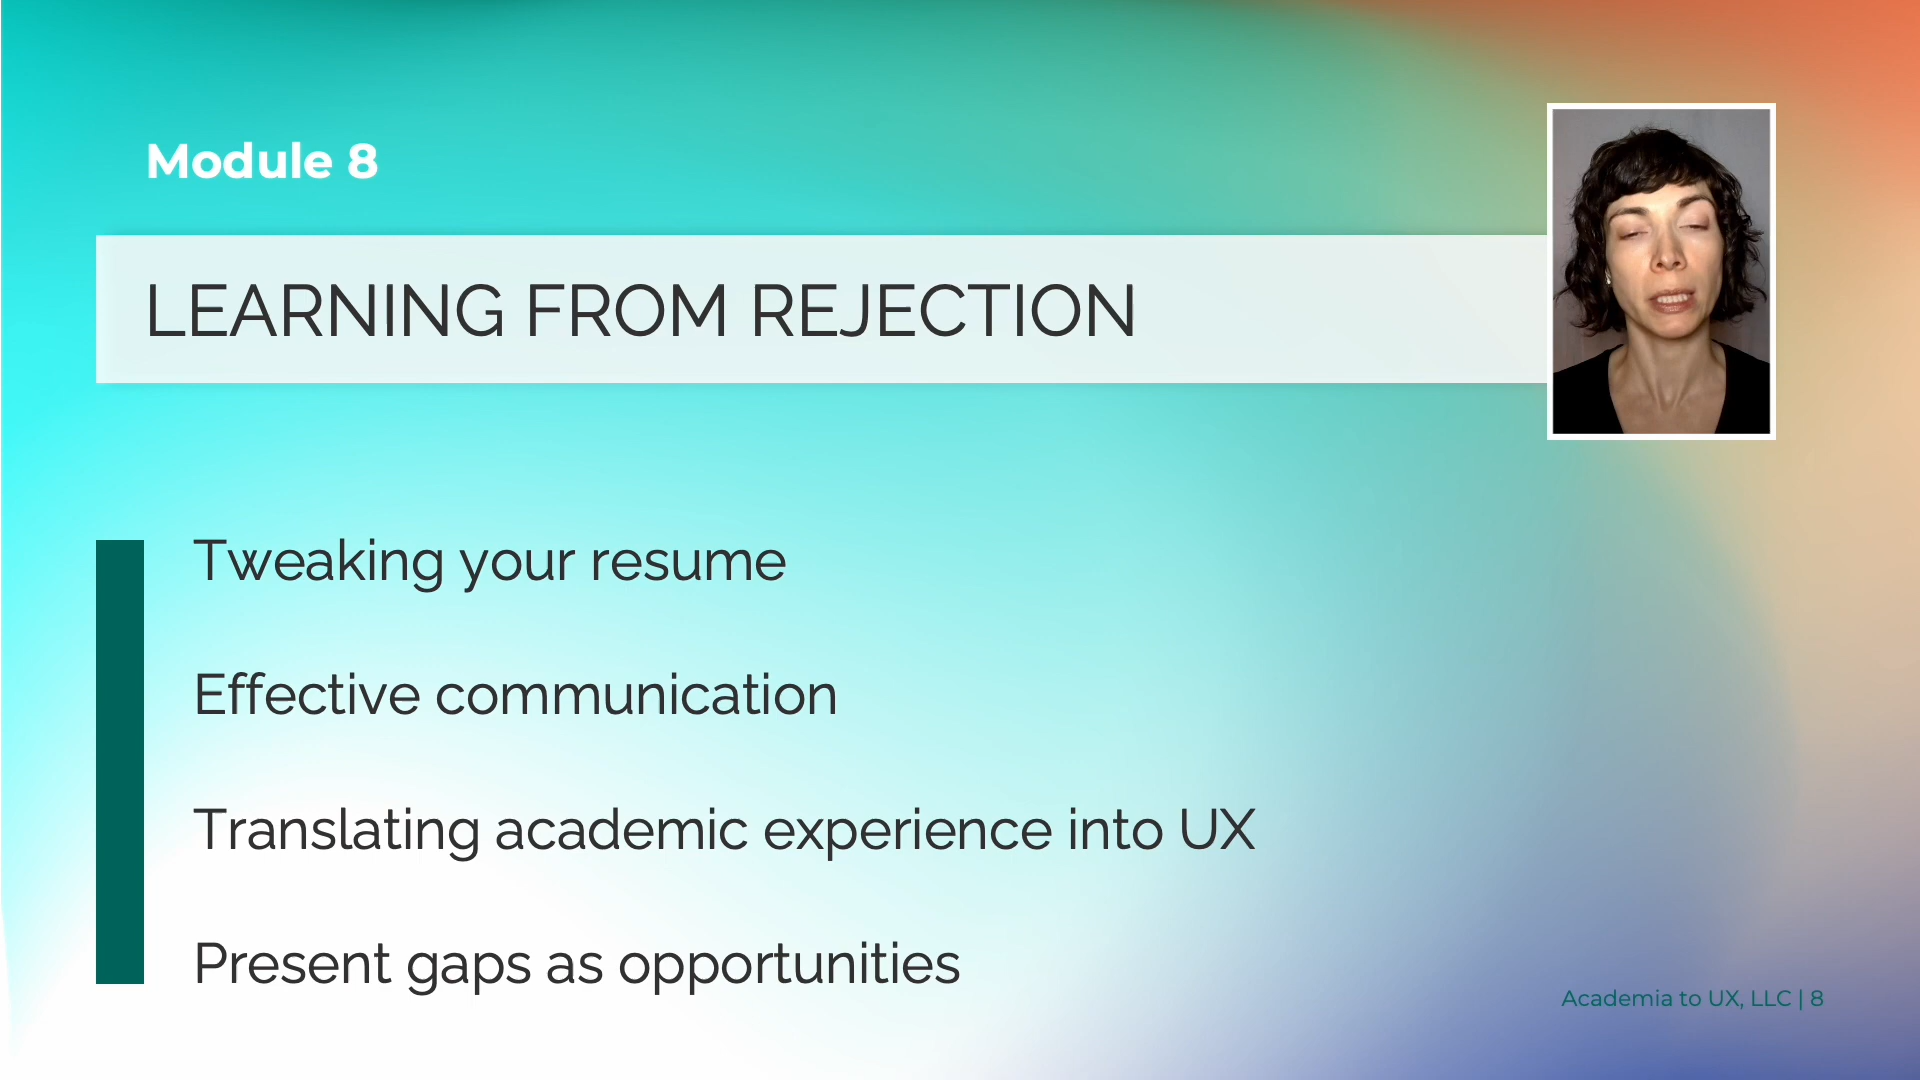 Module 8
LEARNING FROM REJECTION
Tweaking your resume
Effective communication
Translating academic experience into UX
Present gaps as opportunities
Academia to UX, LLC | 8